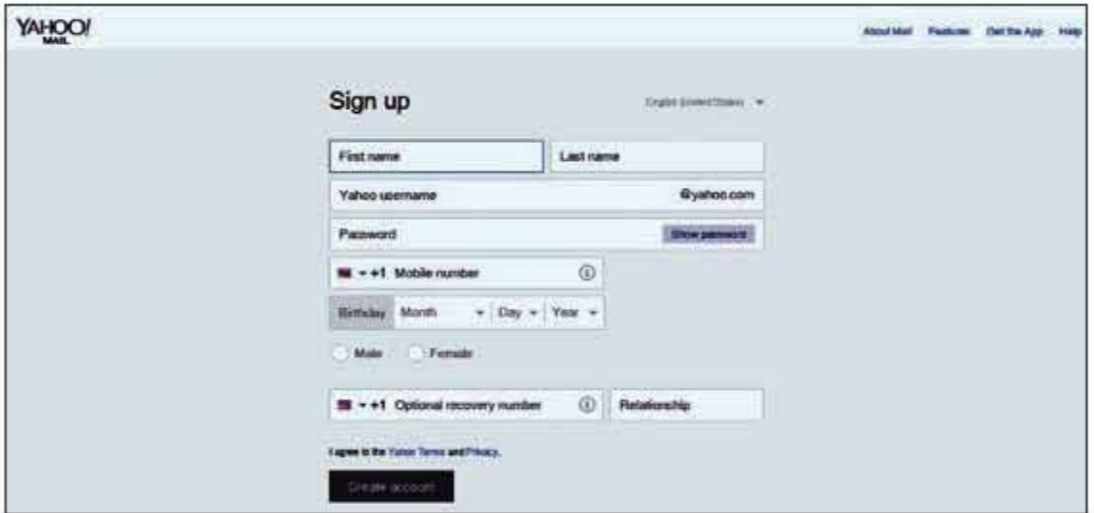 YAHOO!
MAIL
About Mail Features Get the App Help
Sign up
English (United States)
First name
Last name
Yahoo username
@yahoo.com
Password
Show password
+1 Mobile number
Birthday Month Day Year
Male Female
+1 Optional recovery number
Relationship
I agree to the Yahoo Terms and Privacy.
Create account